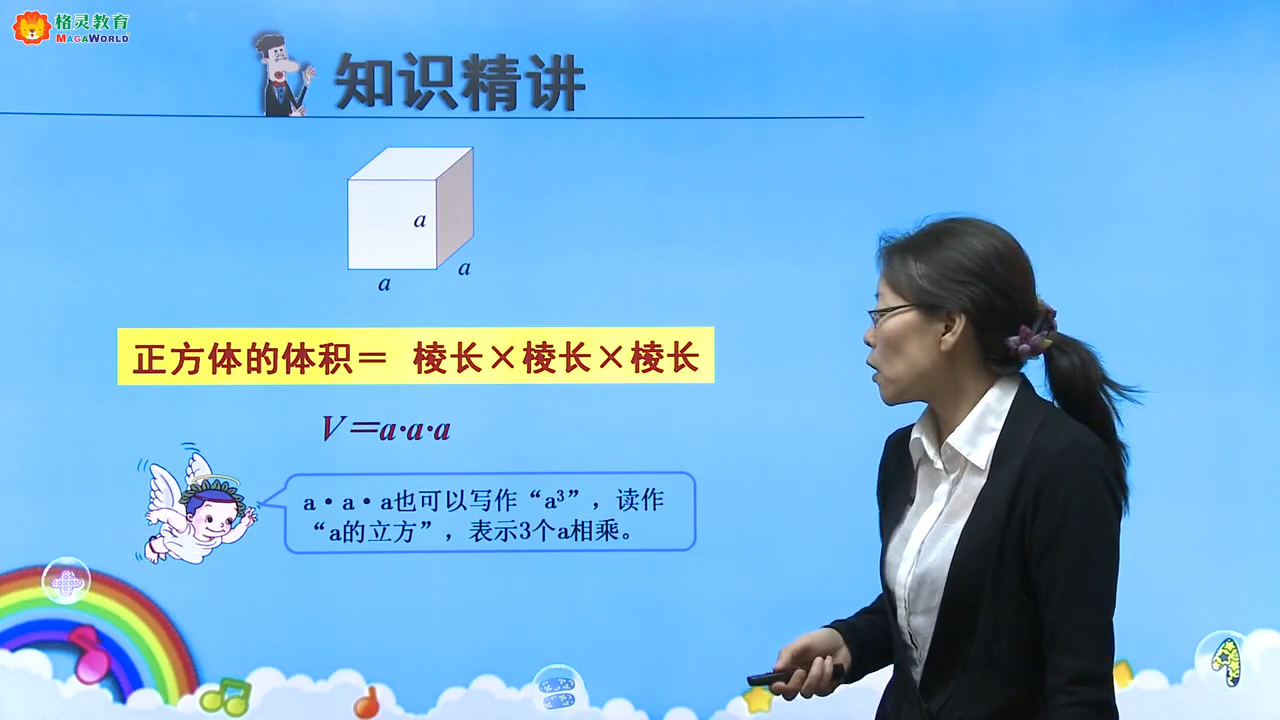 格灵教育
MAGAWORLD
知识精讲
a
a
a
正方体的体积＝ 棱长×棱长×棱长
V＝a·a·a
a·a·a也可以写作“a³”，读作
“a的立方”，表示3个a相乘。